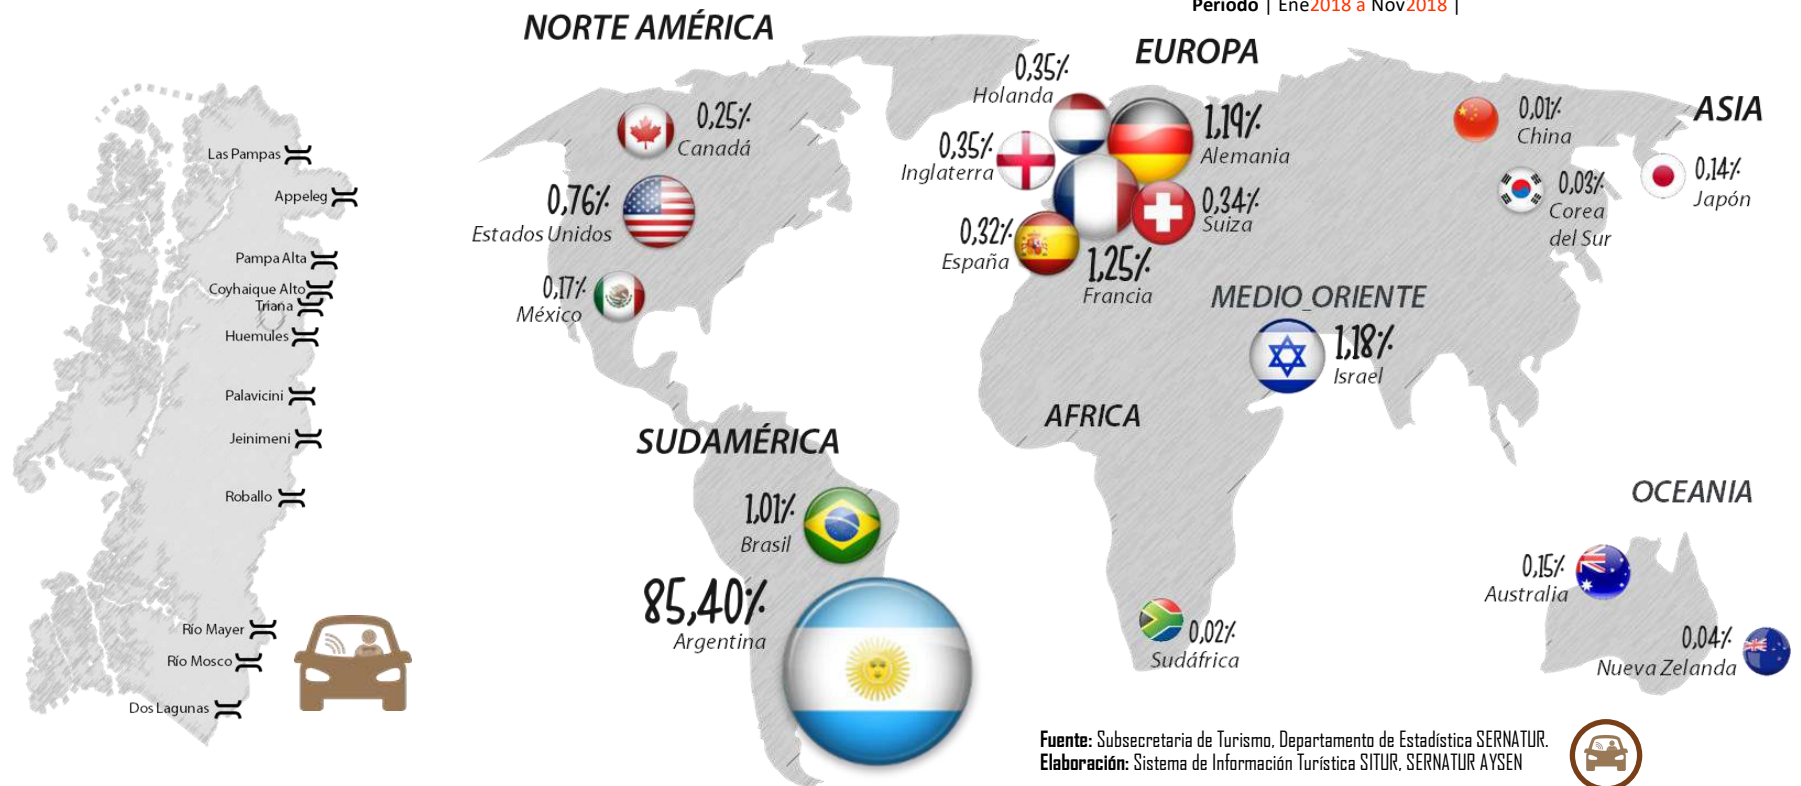 Período | Ene2018 a Nov2018 |
NORTE AMÉRICA
EUROPA
ASIA
0,25%
Canadá
0,76%
Estados Unidos
0,17%
México
0,35%
Holanda
1,19%
Alemania
0,35%
Inglaterra
0,34%
Suiza
0,32%
España
1,25%
Francia
0,01%
China
0,03%
Corea
del Sur
0,14%
Japón
MEDIO_ORIENTE
1,18%
Israel
AFRICA
0,02%
Sudáfrica
SUDAMÉRICA
1,01%
Brasil
85,40%
Argentina
OCEANIA
0,15%
Australia
0,04%
Nueva Zelanda
Las Pampas
Appeleg
Pampa Alta
Coyhaique Alto
Triana
Huemules
Palavicini
Jeinimeni
Roballo
Río Mayer
Río Mosco
Dos Lagunas
Fuente: Subsecretaria de Turismo, Departamento de Estadística SERNATUR.
Elaboración: Sistema de Información Turística SITUR, SERNATUR AYSEN